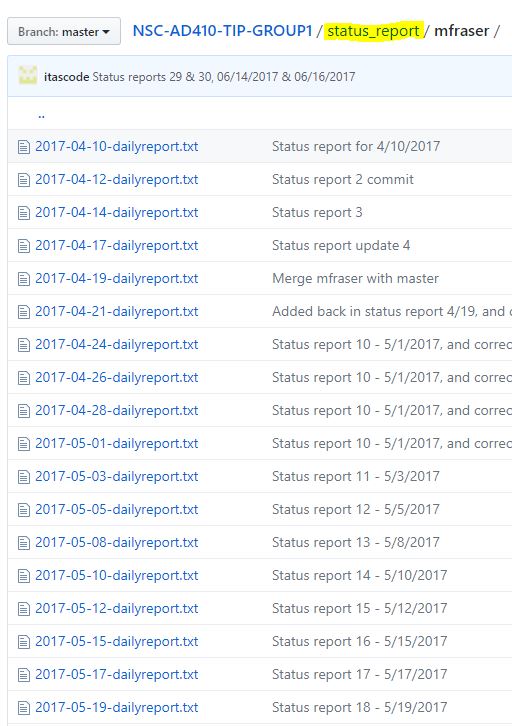 Branch: master NSC-AD410-TIP-GROUP1 / status_report / mfraser /
itascode Status reports 29 & 30, 06/14/2017 & 06/16/2017
..
2017-04-10-dailyreport.txt Status report for 4/10/2017
2017-04-12-dailyreport.txt Status report 2 commit
2017-04-14-dailyreport.txt Status report 3
2017-04-17-dailyreport.txt Status report update 4
2017-04-19-dailyreport.txt Merge mfraser with master
2017-04-21-dailyreport.txt Added back in status report 4/19, and
2017-04-24-dailyreport.txt Status report 10 - 5/1/2017, and correc
2017-04-26-dailyreport.txt Status report 10 - 5/1/2017, and correc
2017-04-28-dailyreport.txt Status report 10 - 5/1/2017, and correc
2017-05-01-dailyreport.txt Status report 10 - 5/1/2017, and correc
2017-05-03-dailyreport.txt Status report 11 - 5/3/2017
2017-05-05-dailyreport.txt Status report 12 - 5/5/2017
2017-05-08-dailyreport.txt Status report 13 - 5/8/2017
2017-05-10-dailyreport.txt Status report 14 - 5/10/2017
2017-05-12-dailyreport.txt Status report 15 - 5/12/2017
2017-05-15-dailyreport.txt Status report 16 - 5/15/2017
2017-05-17-dailyreport.txt Status report 17 - 5/17/2017
2017-05-19-dailyreport.txt Status report 18 - 5/19/2017